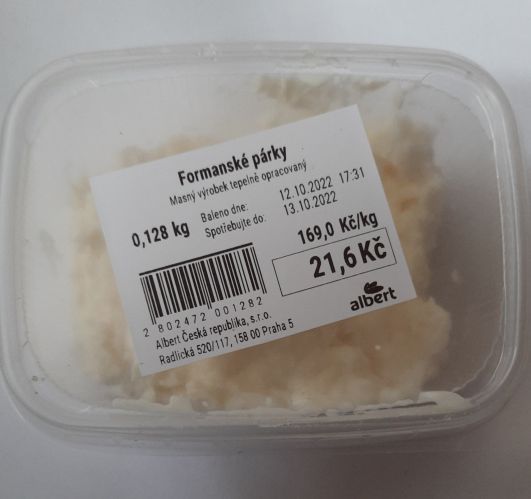 Formanské párky
Masný výrobek tepelně opracovaný
0,128 kg
Baleno dne: 12.10.2022 17:31
Spotřebujte do: 13.10.2022
169,0 Kč/kg
21,6 Kč
2 802472 001282
albert
Albert Česká republika, s.r.o.
Radlická 520/117, 158 00 Praha 5